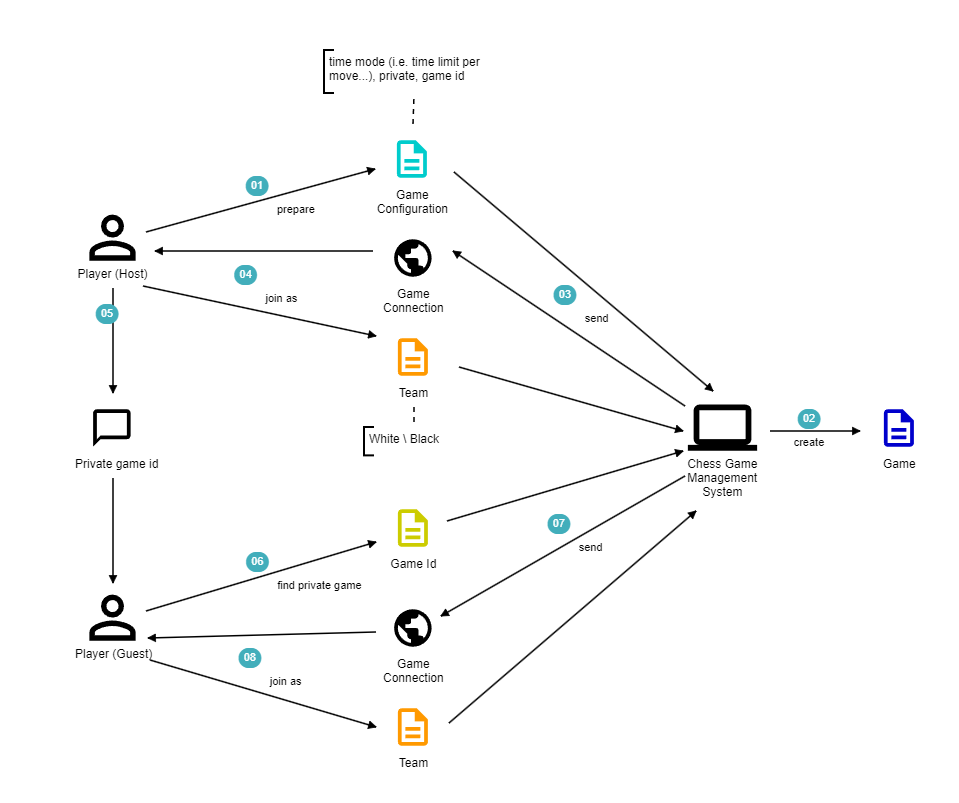 time mode (i.e. time limit per
move...), private, game id
01
prepare
Game
Configuration
Player (Host)
04
join as
Game
Connection
03
send
05
Team
White \ Black
02
create
Private game id
Chess Game
Management
System
Game
07
send
06
find private game
Game Id
Player (Guest)
08
join as
Game
Connection
Team